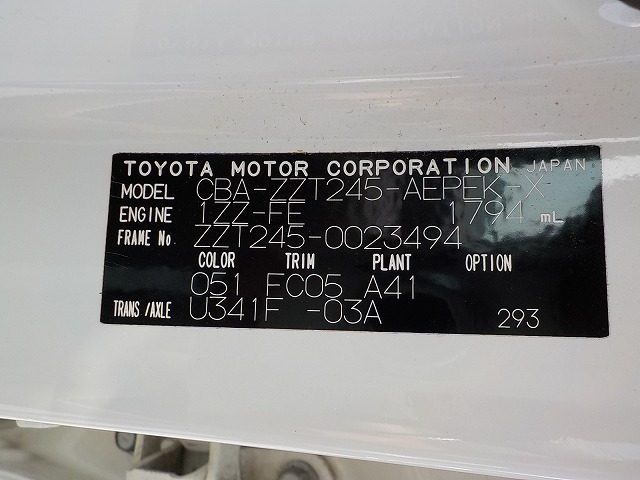 TOYOTA MOTOR CORPORATION JAPAN
MODEL CBA-ZZT245-AEPEK-X
ENGINE 1ZZ-FE 1794 mL
FRAME No ZZT245-0023494
COLOR TRIM PLANT OPTION
051 FC05 A41
TRANS/AXLE U341F -03A 293